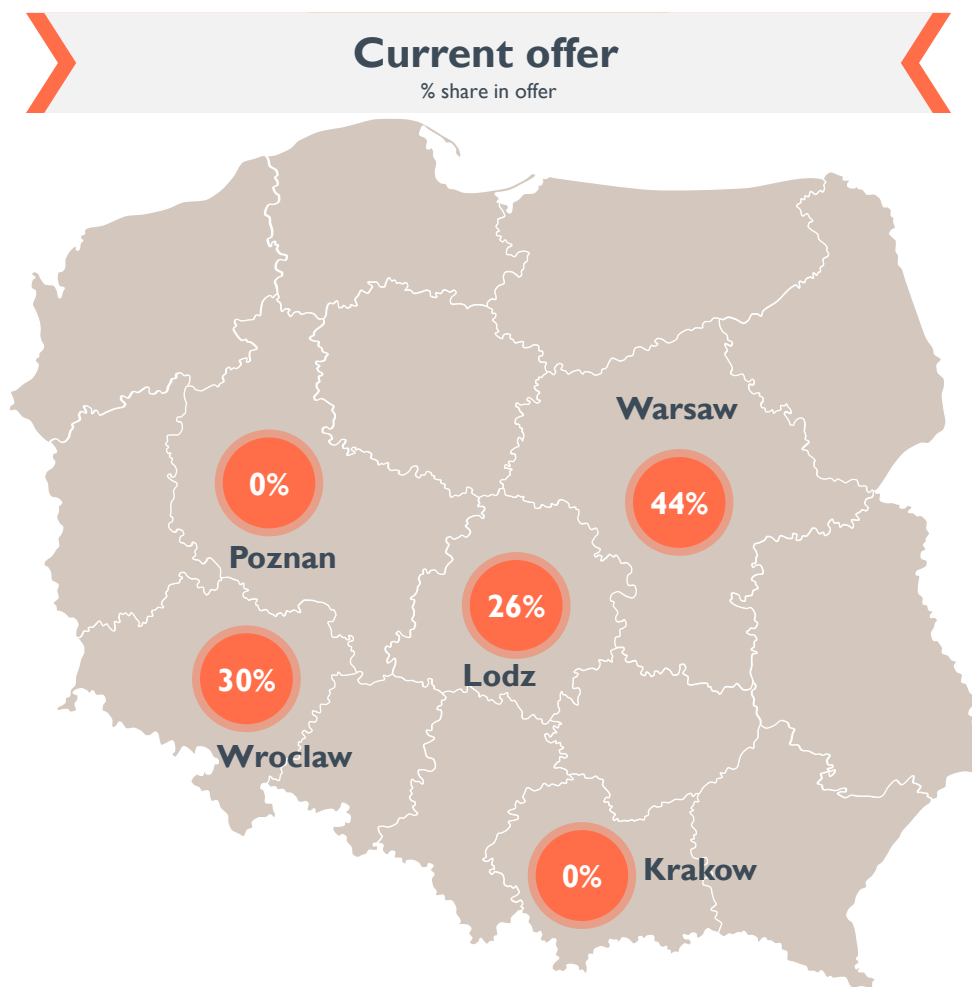 Current offer
% share in offer
Warsaw
44%
0%
Poznan
26%
Lodz
30%
Wroclaw
0%
Krakow